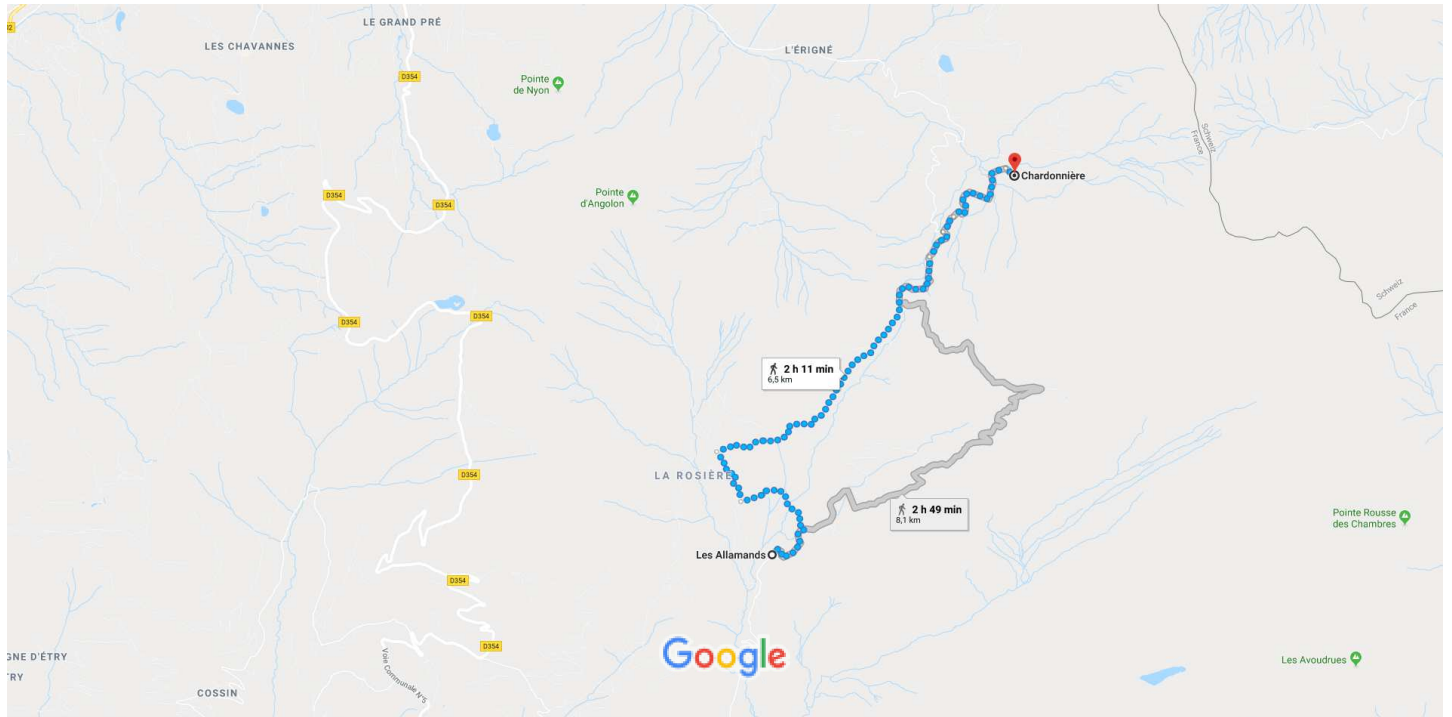 LE GRAND PRÉ
LES CHAVANNES
L'ÉRIGNÉ
D354
Pointe
de Nyon
Schweiz
France
Chardonnière
D354
Pointe
d'Angolon
D354
Schweiz
France
D354
D354
2 h 11 min
6,5 km
LA ROSIÈRE
D354
2 h 49 min
8,1 km
Pointe Rousse
des Chambres
Les Allamands
D354
D354
Google
GNE D'ÉTRY
TRY
Voie Communale N°5
COSSIN
Les Avoudrues